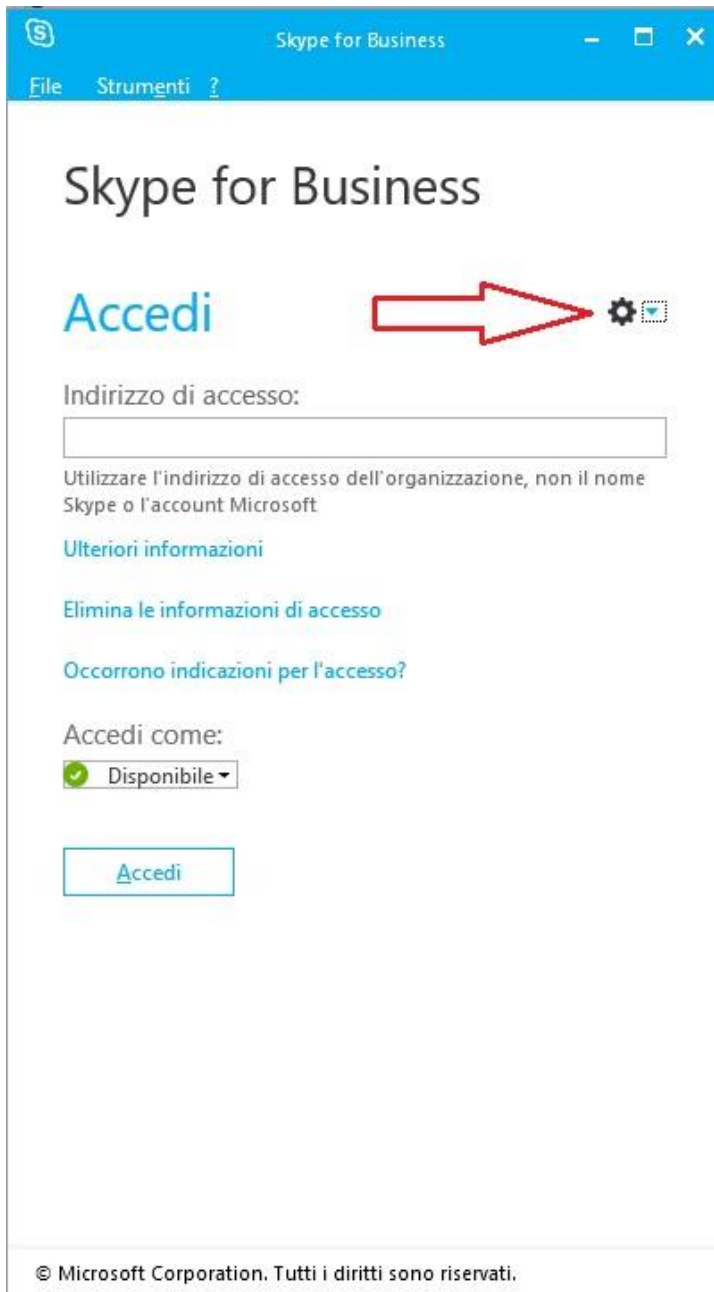 Skype for Business
File Strumenti ?
Skype for Business
Accedi
Indirizzo di accesso:
Utilizzare l'indirizzo di accesso dell'organizzazione, non il nome
Skype o l'account Microsoft
Ulteriori informazioni
Elimina le informazioni di accesso
Occorrono indicazioni per l'accesso?
Accedi come:
Disponibile
Accedi
© Microsoft Corporation. Tutti i diritti sono riservati.